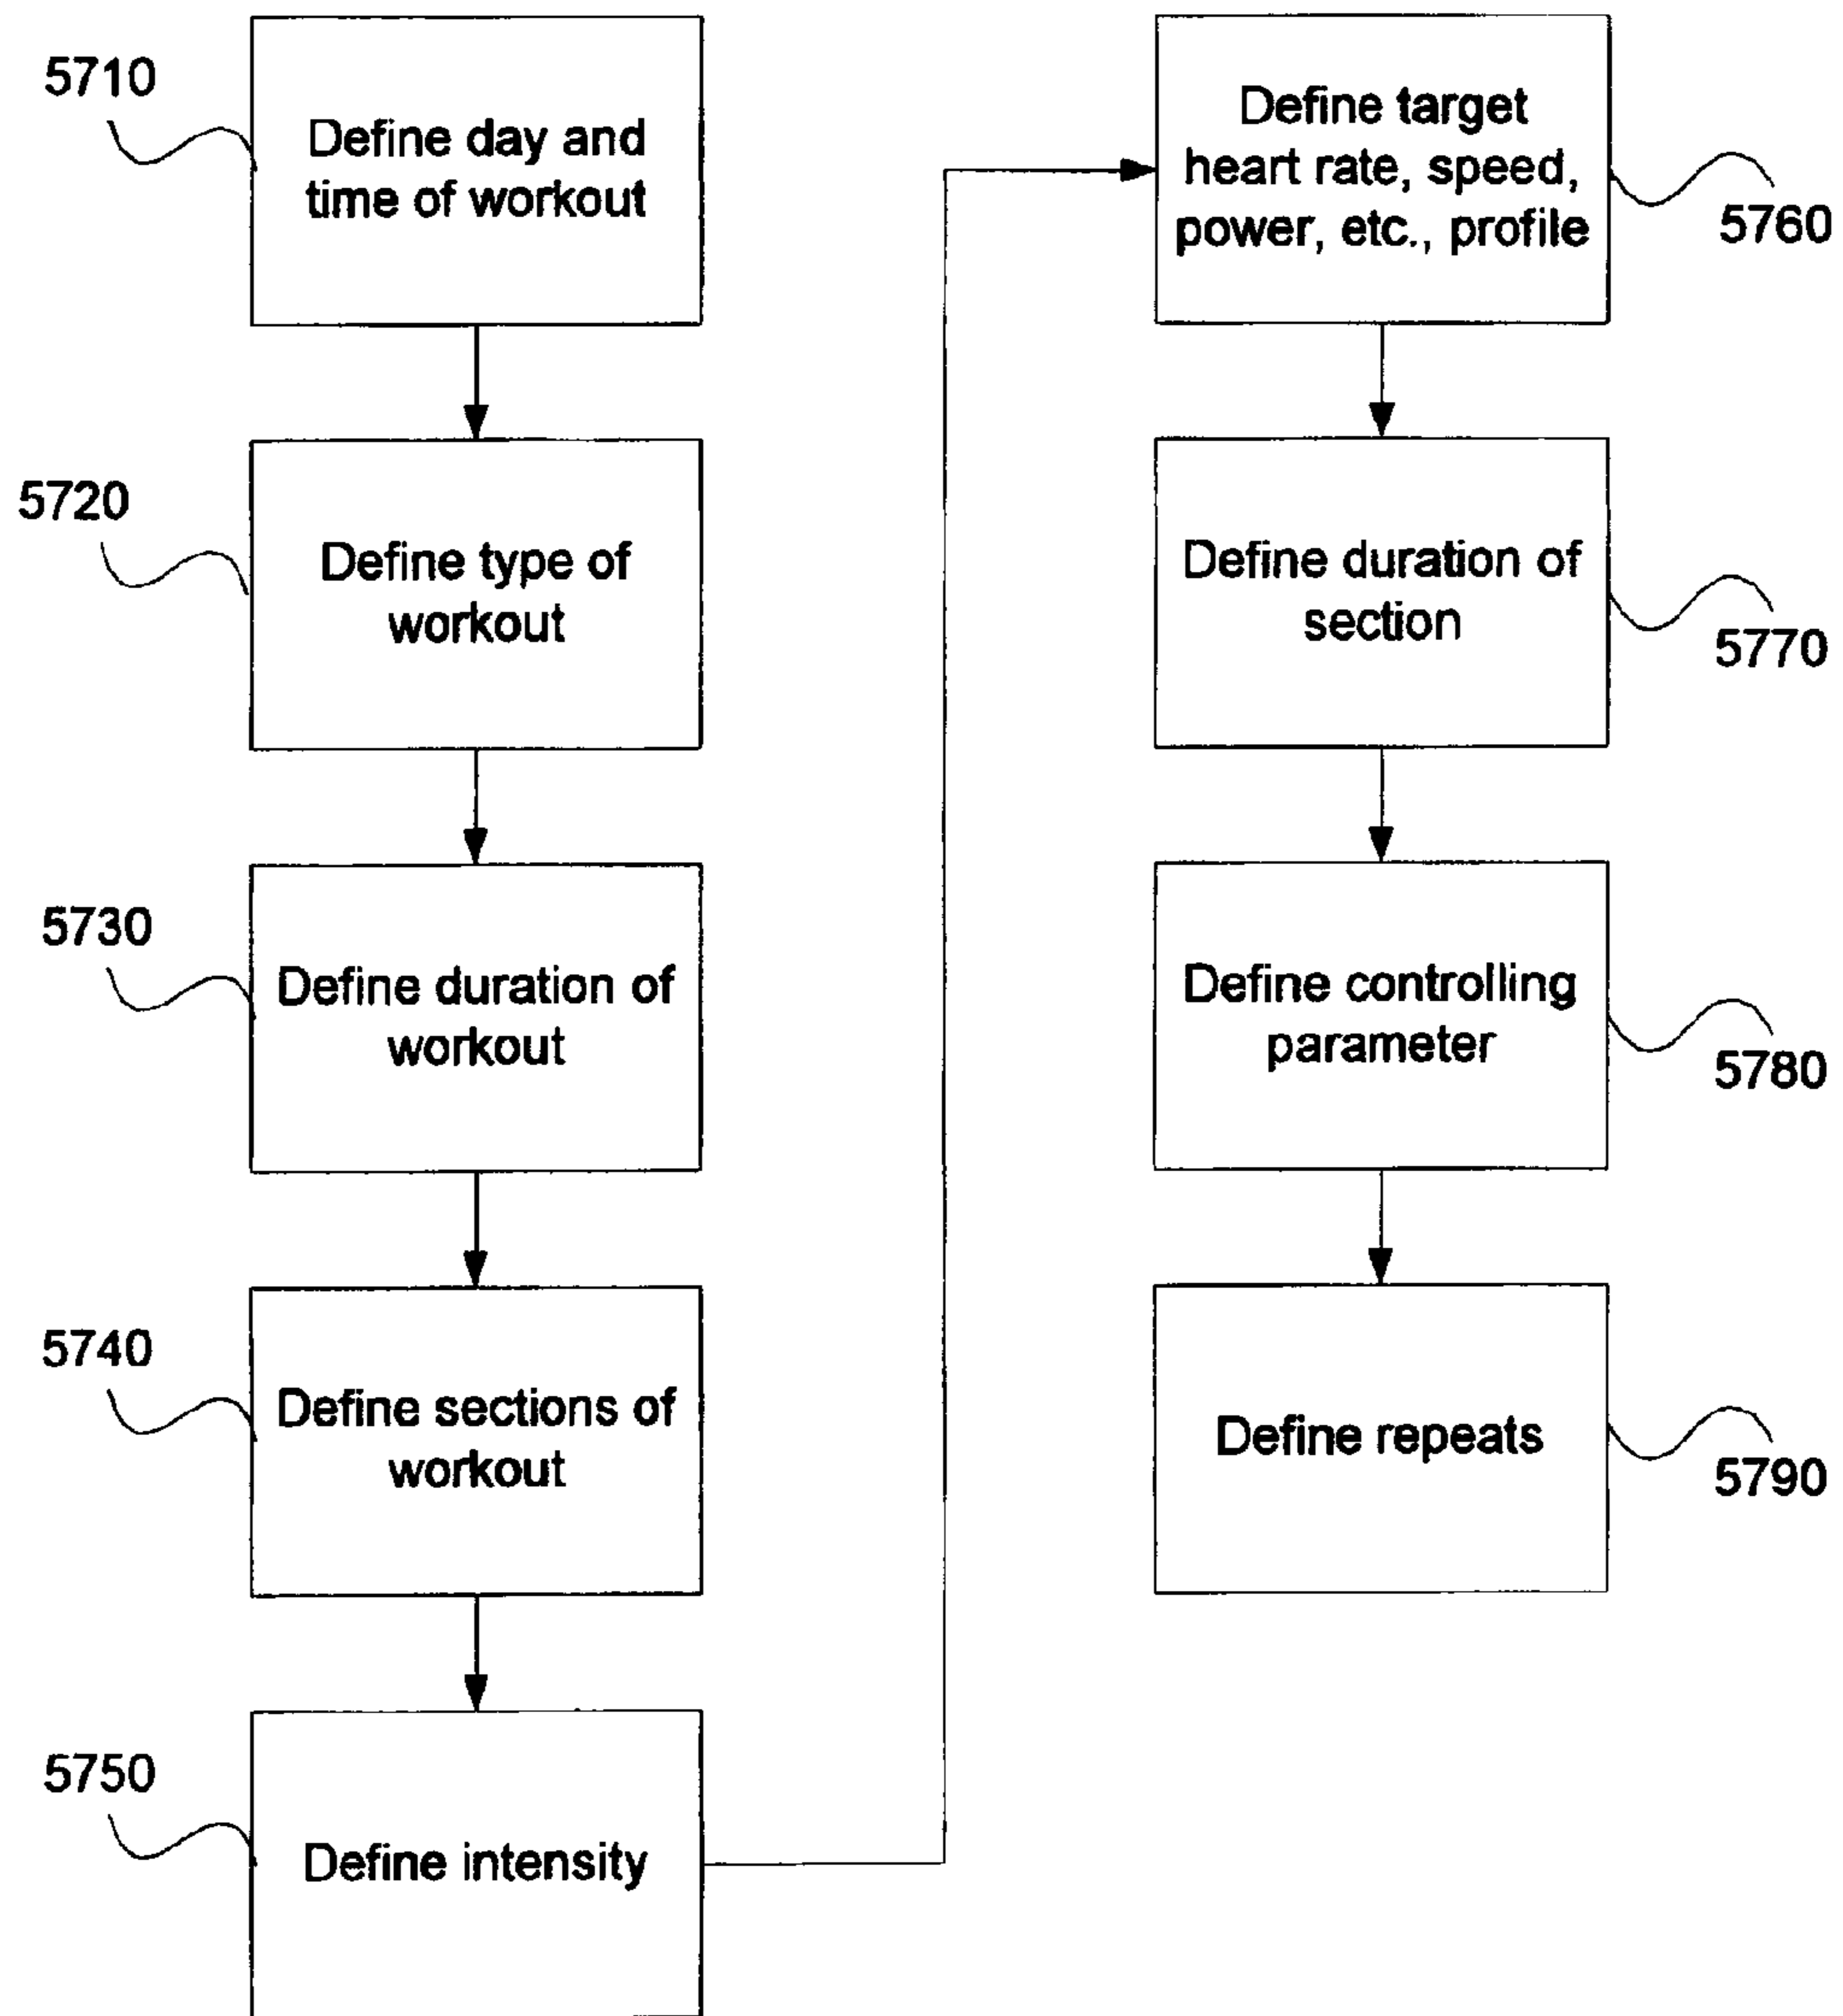 5710
Define day and
time of workout
5720
Define type of
workout
5730
Define duration of
workout
5740
Define sections of
workout
5750
Define intensity
Define target
heart rate, speed,
power, etc., profile
5760
Define duration of
section
5770
Define controlling
parameter
5780
Define repeats
5790